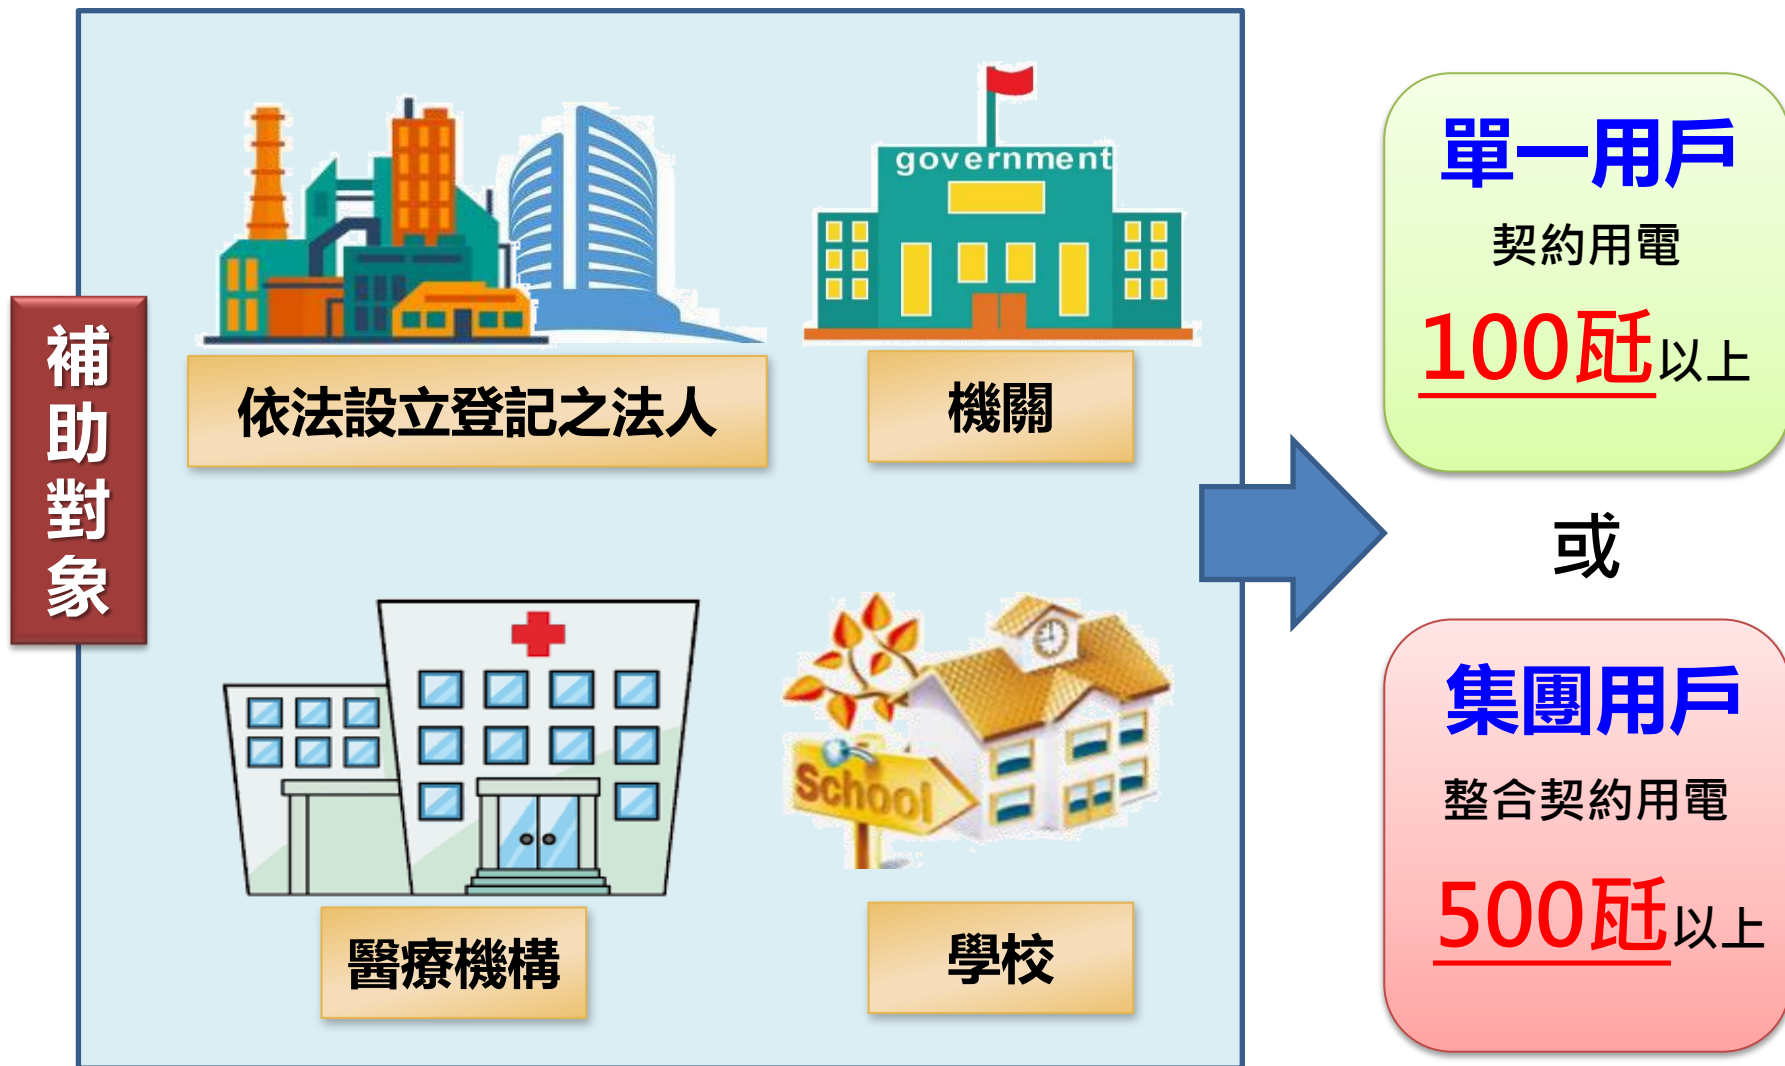 補助對象
government
依法設立登記之法人
機關
School
醫療機構
學校
單一用戶
契約用電
100瓩以上
或
集團用戶
整合契約用電
500瓩以上